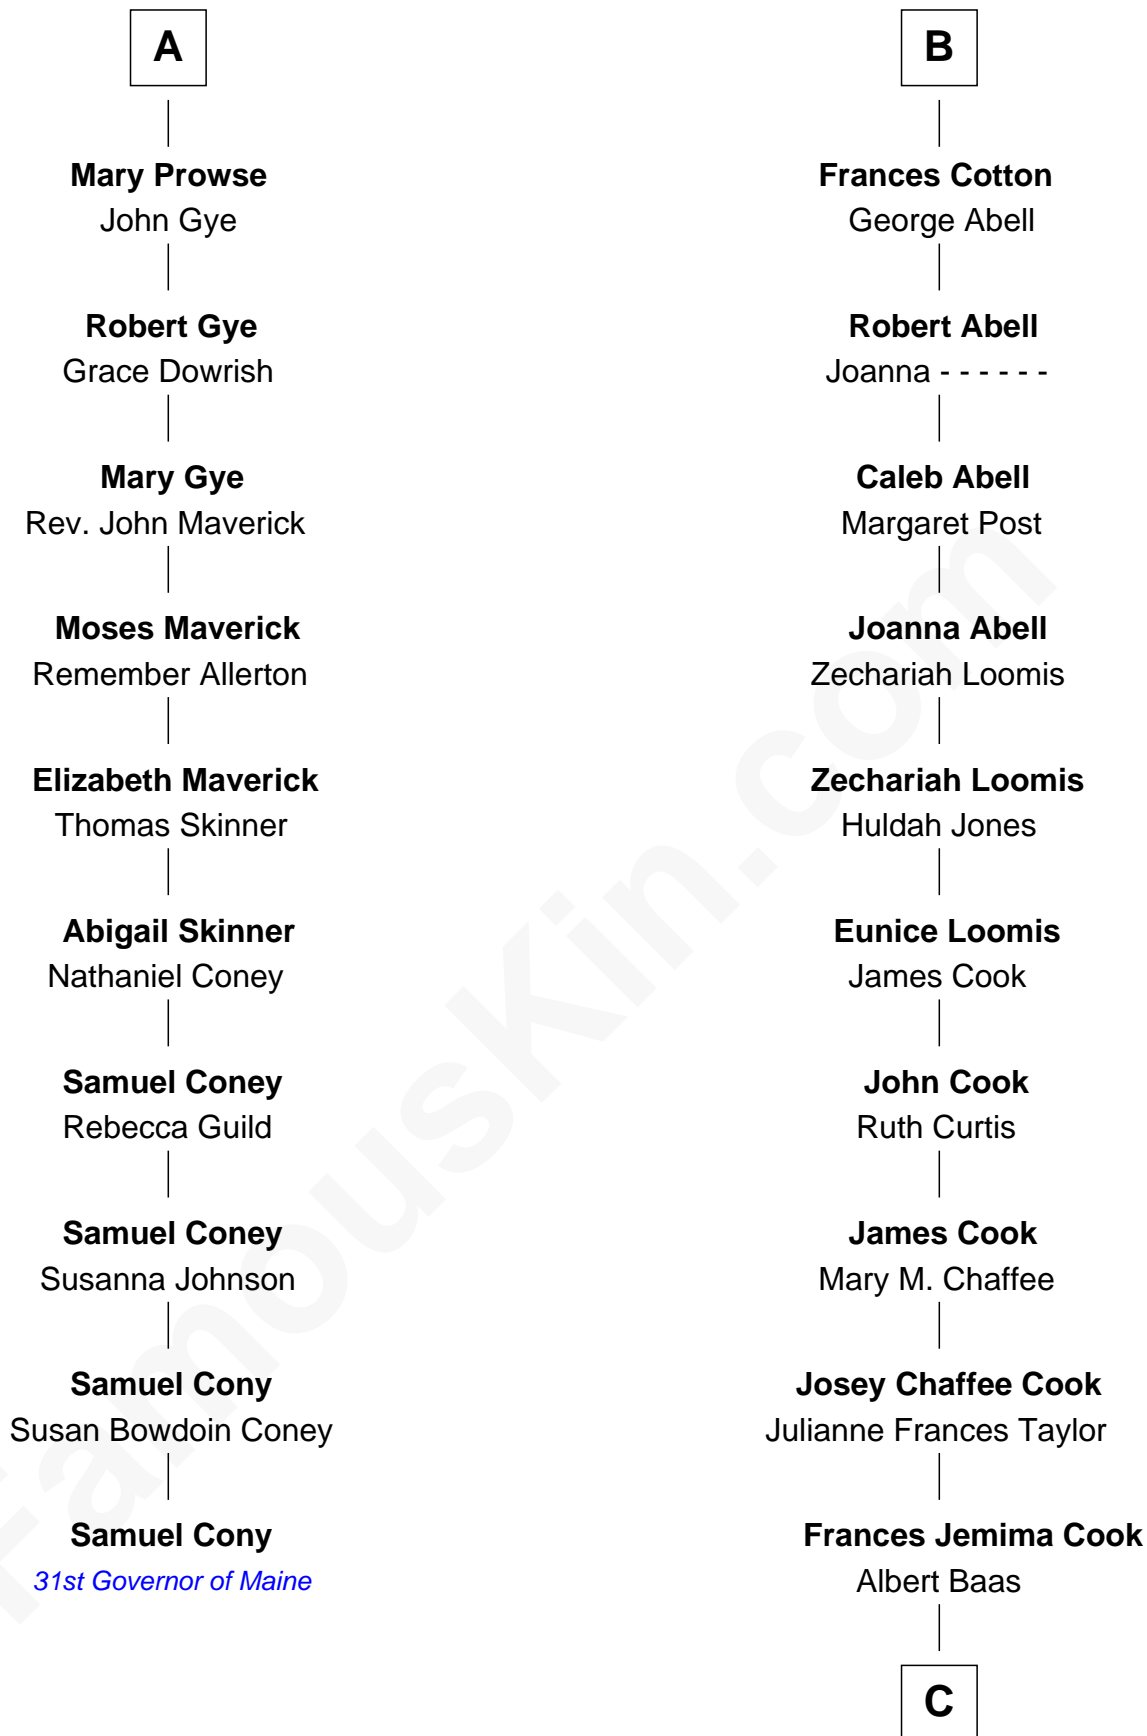 A
Mary Prowse
John Gye
Robert Gye
Grace Dowrish
Mary Gye
Rev. John Maverick
Moses Maverick
Remember Allerton
Elizabeth Maverick
Thomas Skinner
Abigail Skinner
Nathaniel Coney
Samuel Coney
Rebecca Guild
Samuel Coney
Susanna Johnson
Samuel Cony
Susan Bowdoin Coney
Samuel Cony
31st Governor of Maine
B
Frances Cotton
George Abell
Robert Abell
Joanna - - - - - -
Caleb Abell
Margaret Post
Joanna Abell
Zechariah Loomis
Zechariah Loomis
Huldah Jones
Eunice Loomis
James Cook
John Cook
Ruth Curtis
James Cook
Mary M. Chaffee
Josey Chaffee Cook
Julianne Frances Taylor
Frances Jemima Cook
Albert Baas
C
FamousKin.com